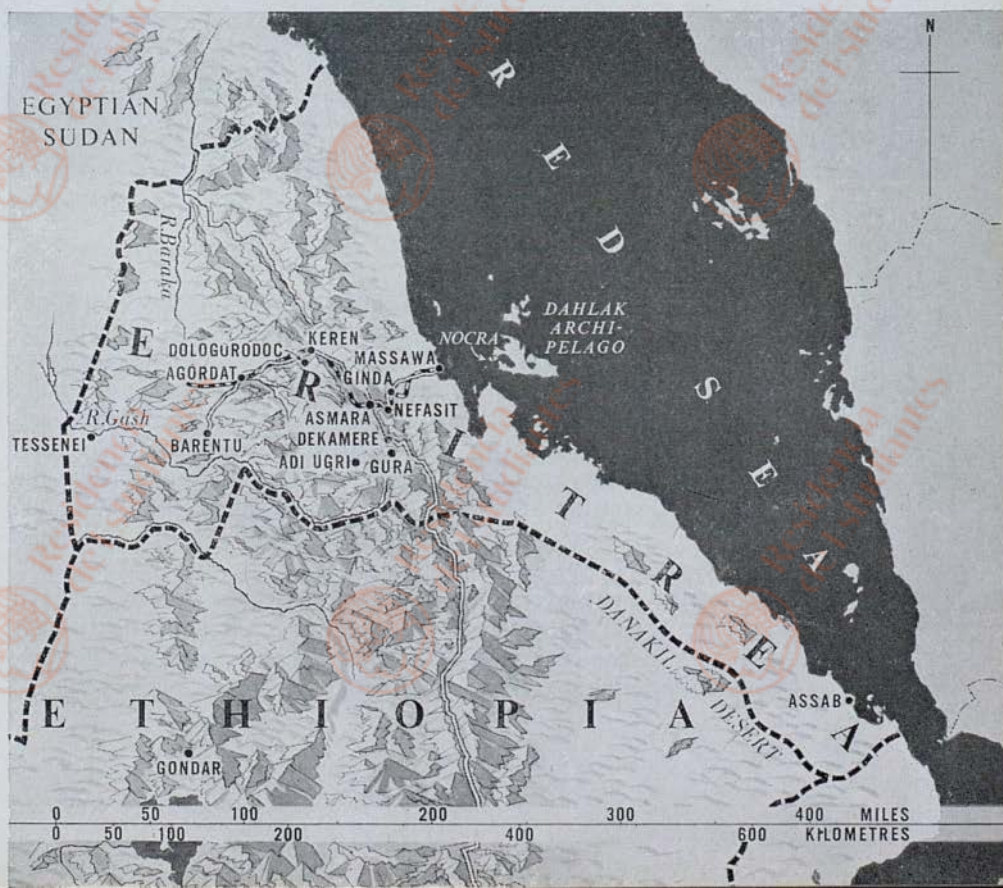 N
EGYPTIAN
SUDAN
RED SEA
R.Baraka
DAHLAK
ARCHI-
PELAGO
NOCRA
KEREN
DOLOGORODOC
MASSAWA
AGORDAT
GINDA
NEFASIT
ASMARA
R.Gash
TESSENEI
BARENTU
DEKAMERE
ADI UGRI
GURA
ERITREA
DANAKIL DESERT
ASSAB
ETHIOPIA
GONDAR
0 50 100 200 300 400 MILES
0 50 100 200 400 600 KILOMETRES